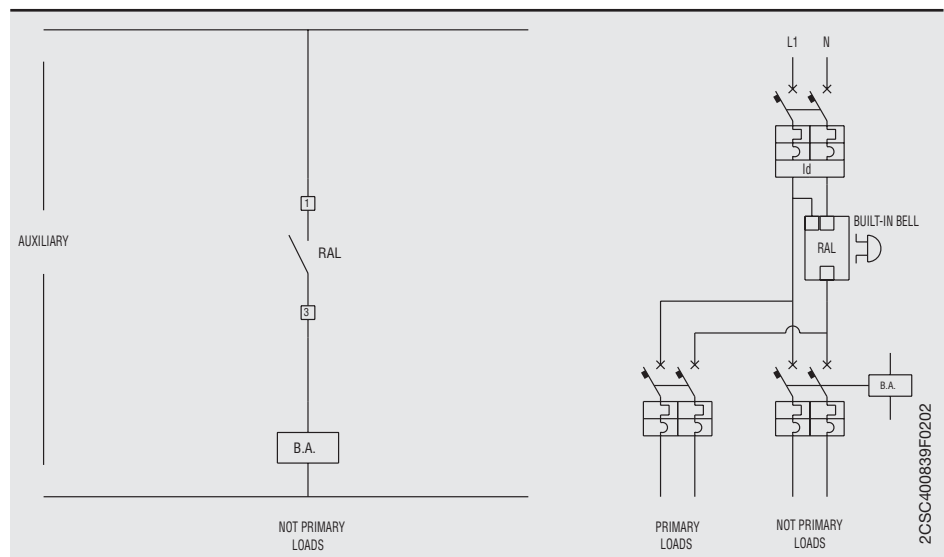 AUXILIARY
1
RAL
3
B.A.
NOT PRIMARY
LOADS
L1 N
Id
BUILT-IN BELL
RAL
B.A.
PRIMARY
LOADS
NOT PRIMARY
LOADS
2CSC400839F0202